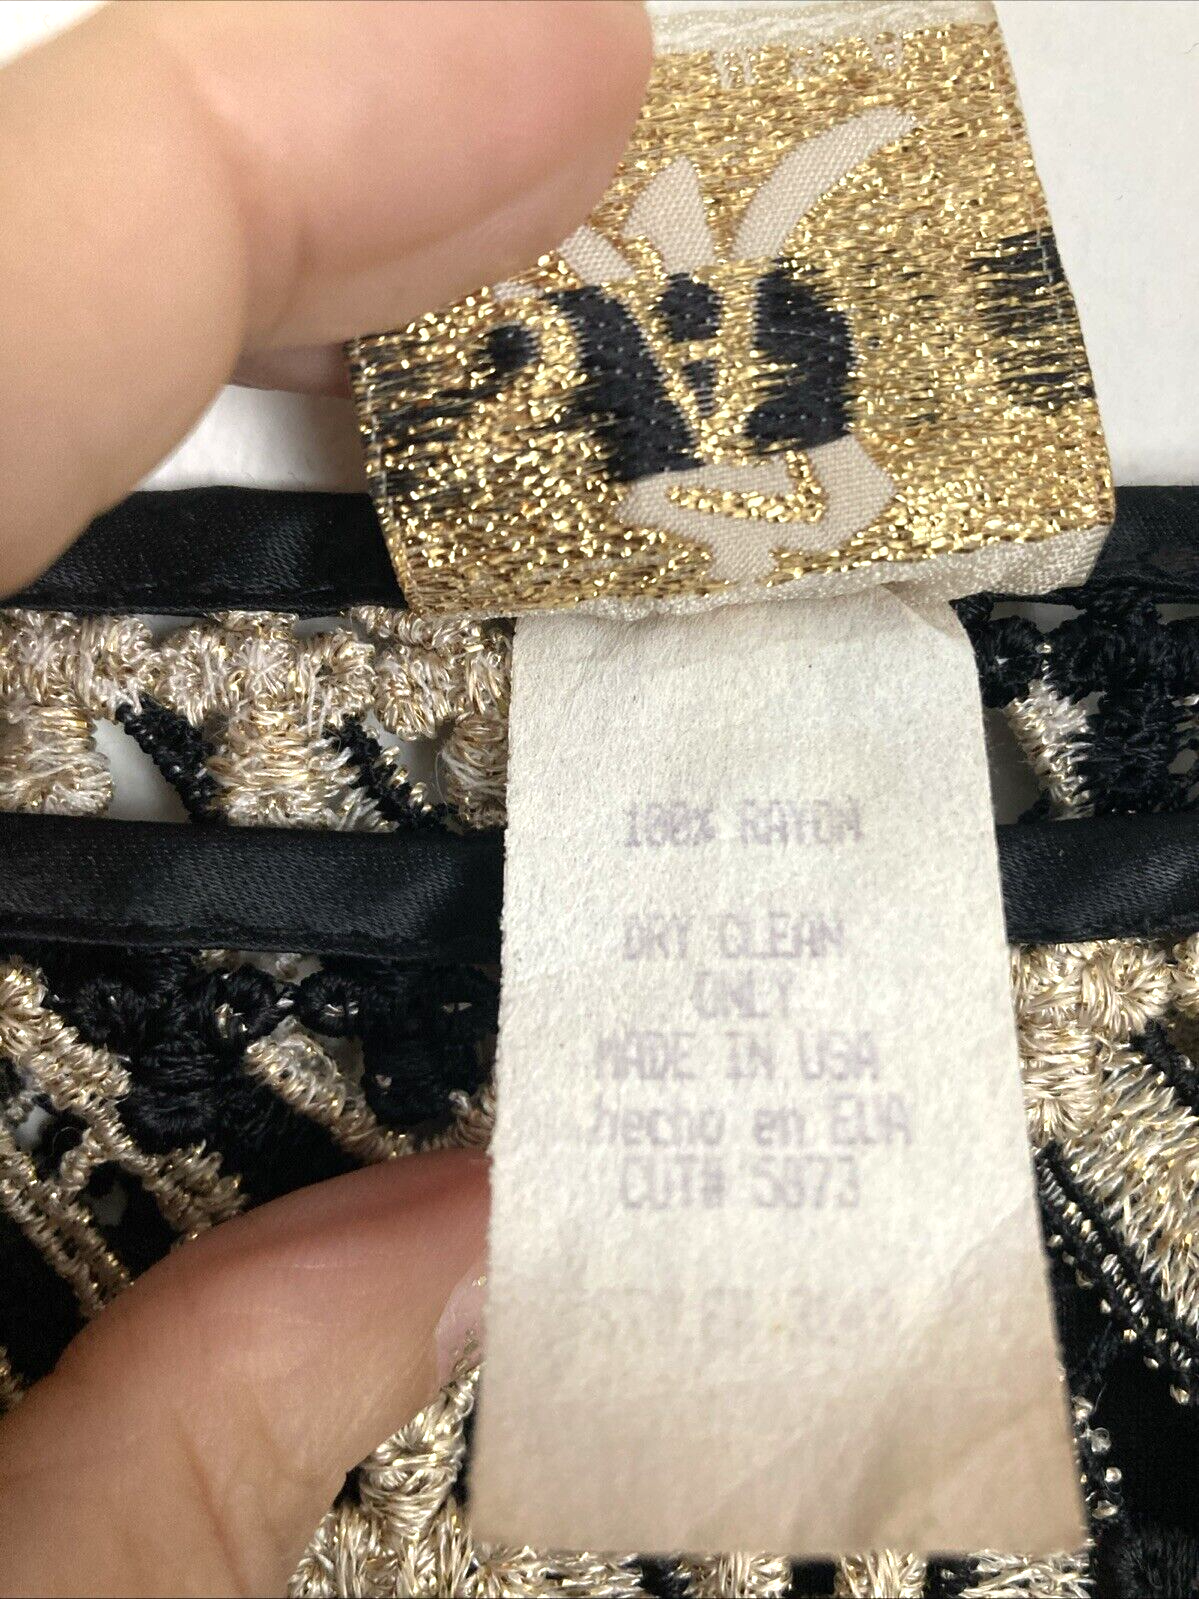 100% RAYON
DRY CLEAN
ONLY
MADE IN USA
hecho en EUA
CUT# 5873